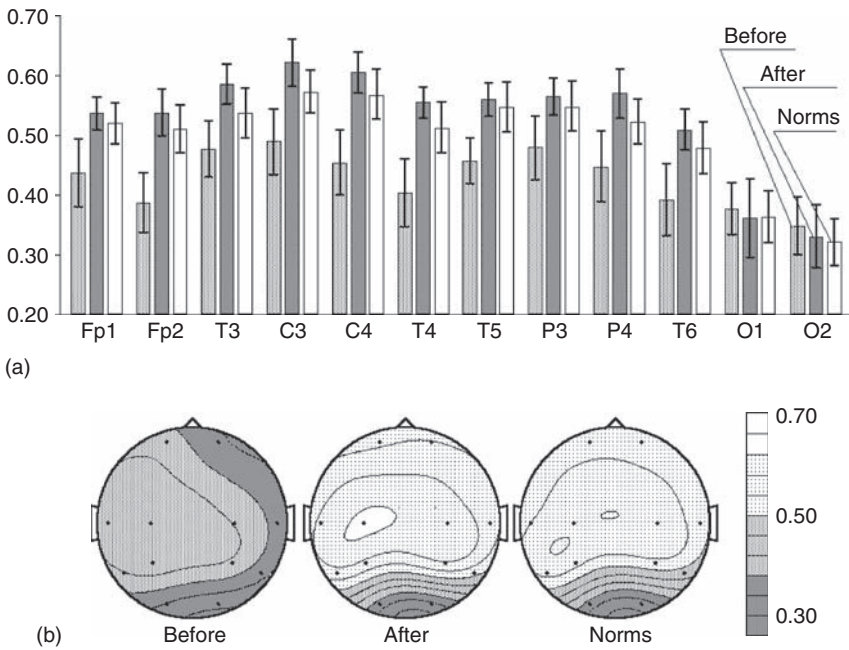 0.70
0.60
0.50
0.40
0.30
0.20
Before
After
Norms
Fp1 Fp2 T3 C3 C4 T4 T5 P3 P4 T6 O1 O2
(a)
0.70
0.50
0.30
(b) Before After Norms